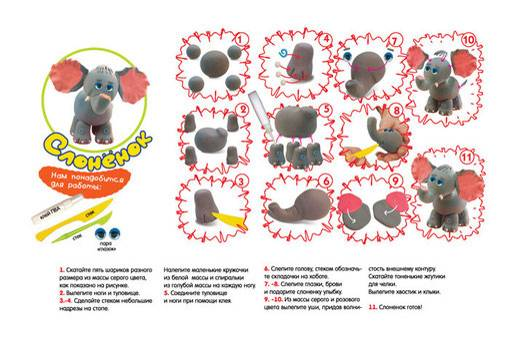 Слонёнок
Нам понадобится
для работы:
клей ПВА
стек
стек
пара
«глазок»
1
2
3
4
5
6
7
8
9
10
11
1. Скатайте пять шариков разного
размера из массы серого цвета,
как показано на рисунке.
2. Вылепите ноги и туловище.
3.-4. Сделайте стеком небольшие
надрезы на стопе.
Налепите маленькие кружочки
из белой массы и спиральки
из голубой массы на каждую ногу
5. Соедините туловище
и ноги при помощи клея.
6. Слепите голову, стеком обозначь-
те складочки на хоботе.
7. -8. Слепите глазки, брови
и подарите слоненку улыбку.
9. -10. Из массы серого и розового
цвета вылепите уши, придав волни-
стость внешнему контуру.
Скатайте тоненькие жгутики
для челки.
Вылепите хвостик и клыки.
11. Слоненок готов!